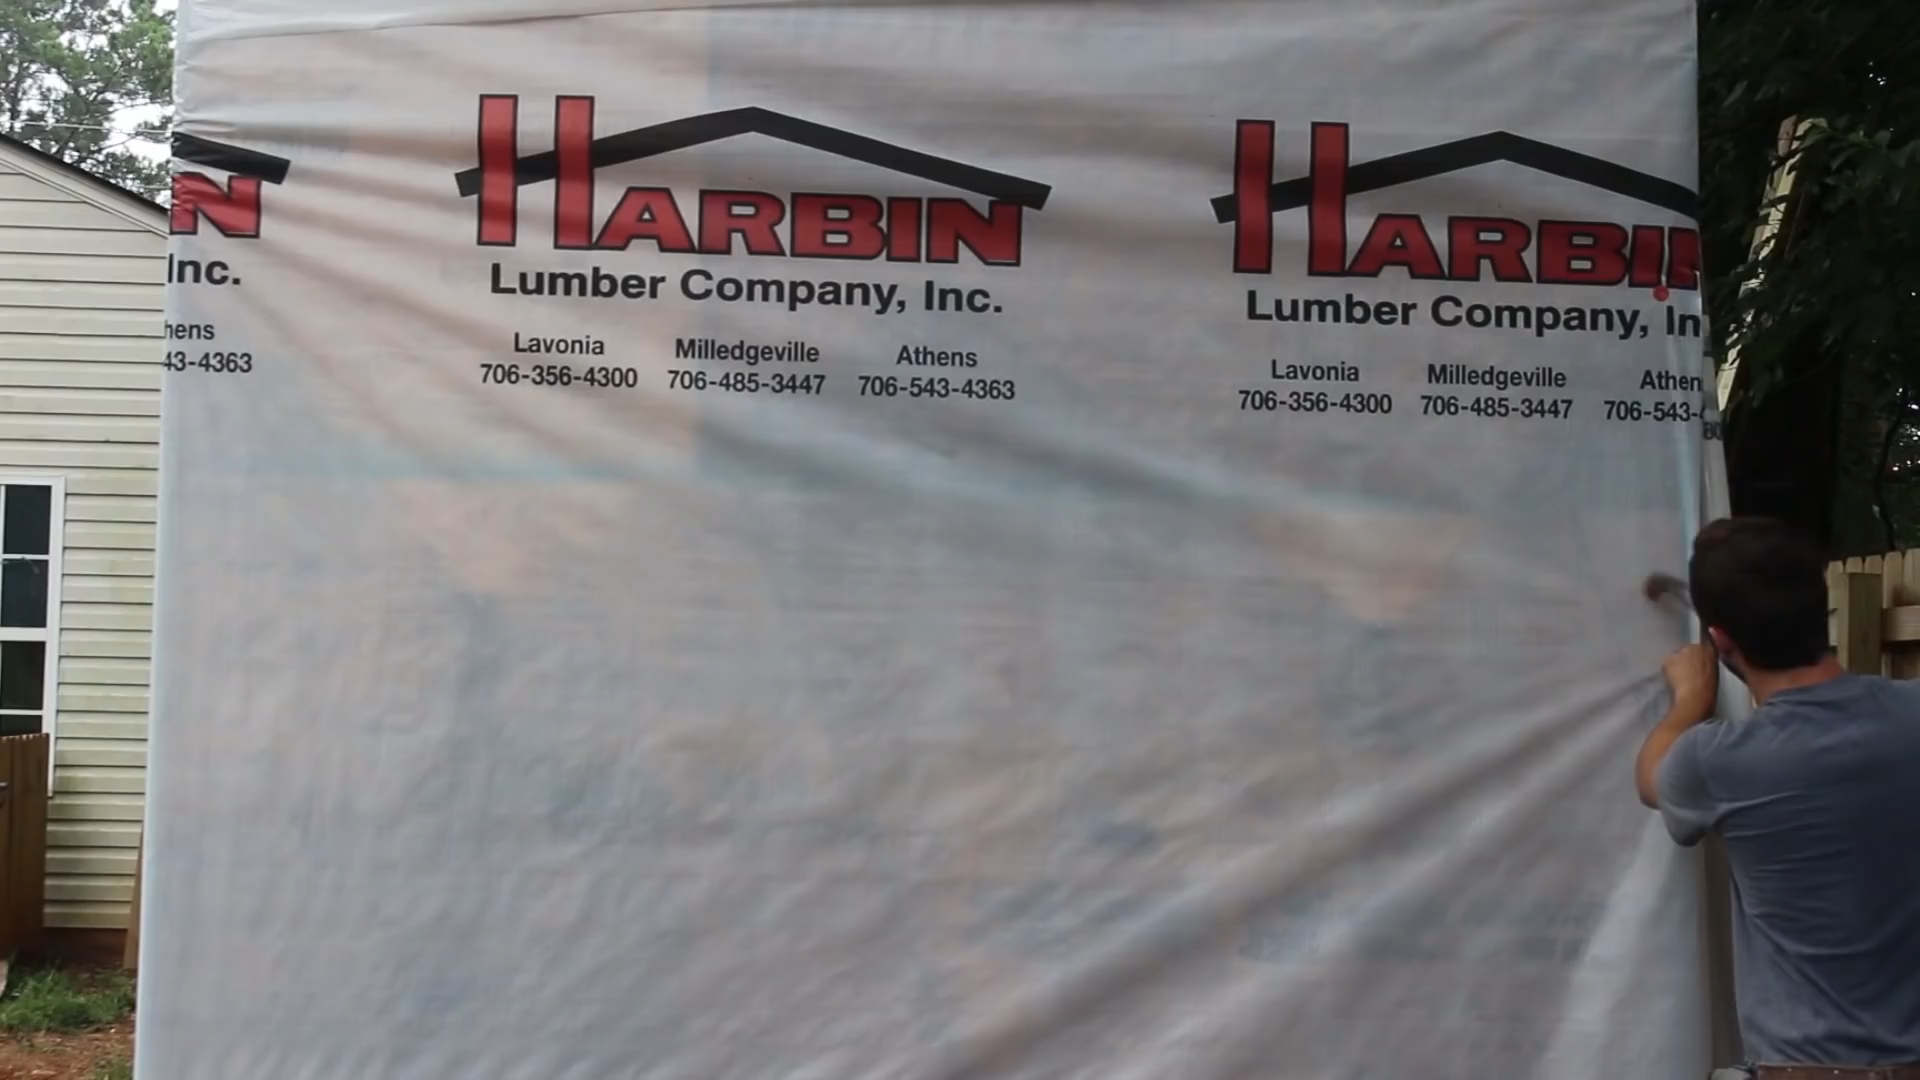 N
Inc.
hens
43-4363
HARBIN
Lumber Company, Inc.
Lavonia Milledgeville Athens
706-356-4300 706-485-3447 706-543-4363
HARBIN
Lumber Company, In
Lavonia Milledgeville Athen
706-356-4300 706-485-3447 706-543-